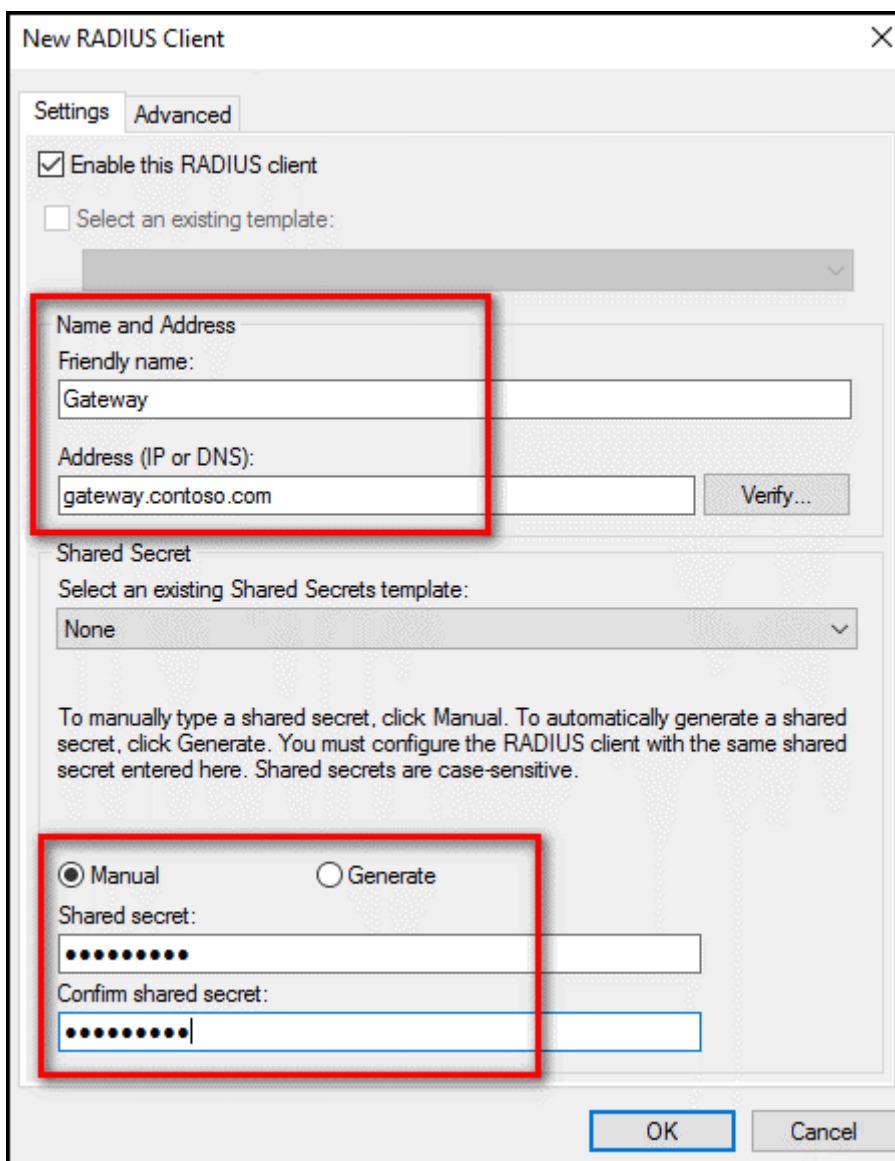 New RADIUS Client
Settings
Advanced
Enable this RADIUS client
Select an existing template:
Name and Address
Friendly name:
Gateway
Address (IP or DNS):
gateway.contoso.com
Verify...
Shared Secret
Select an existing Shared Secrets template:
None
To manually type a shared secret, click Manual. To automatically generate a shared
secret, click Generate. You must configure the RADIUS client with the same shared
secret entered here. Shared secrets are case-sensitive.
Manual
Generate
Shared secret:
●●●●●●●●●
Confirm shared secret:
●●●●●●●●●
OK
Cancel